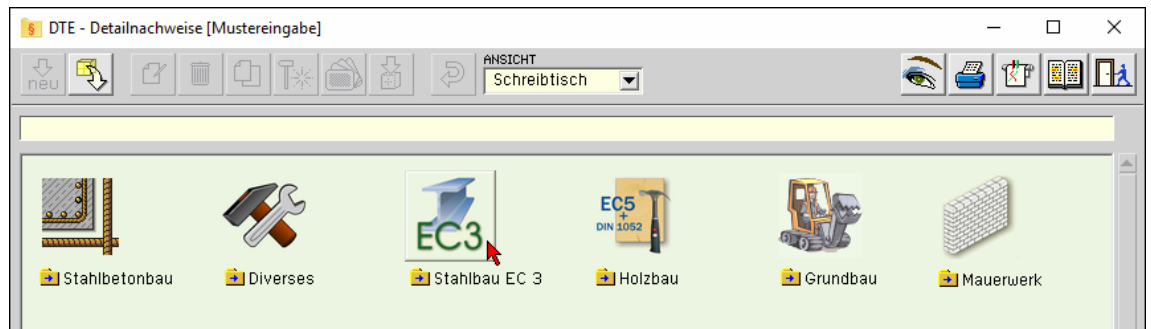 § DTE - Detailnachweise [Mustereingabe]
neu
ANSICHT
Schreibtisch
EC3
EC5
+
DIN 1052
Stahlbetonbau
Diverses
Stahlbau EC 3
Holzbau
Grundbau
Mauerwerk